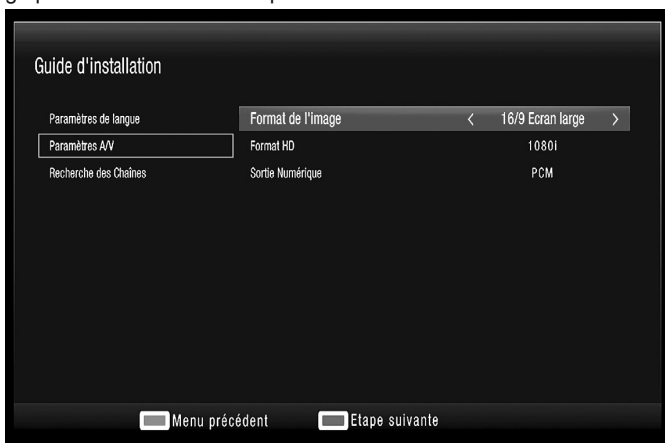 Guide d'installation
Paramètres de langue
Format de l'image < 16/9 Ecran large >
Paramètres A/V
Format HD 1080i
Recherche des Chaînes
Sortie Numérique PCM
Menu précédent Etape suivante